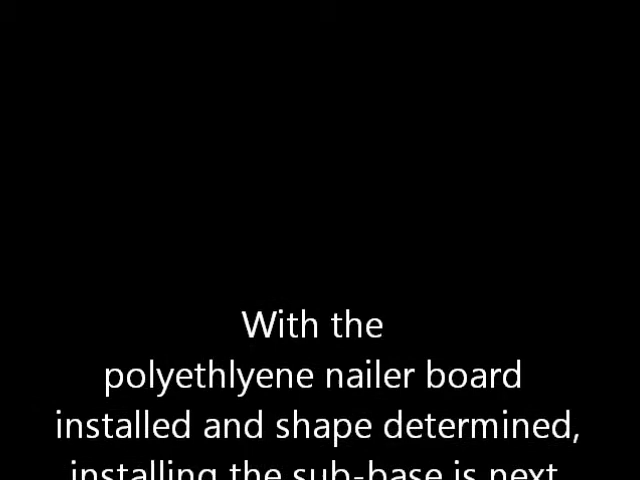 With the
polyethlyene nailer board
installed and shape determined,
installing the sub-base is next